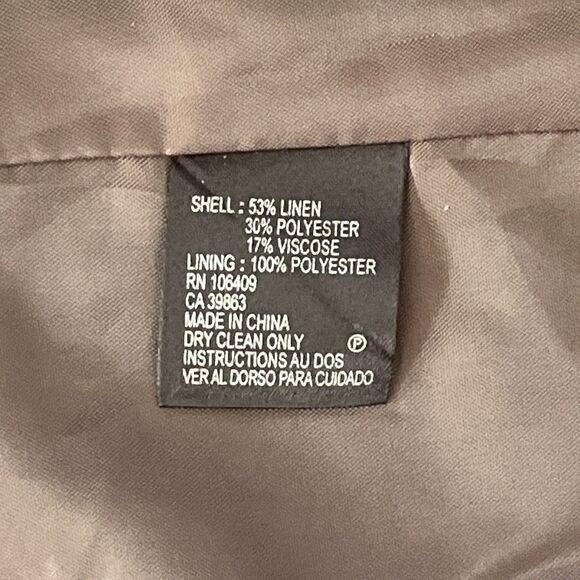 SHELL : 53% LINEN
30% POLYESTER
17% VISCOSE
LINING : 100% POLYESTER
RN 106409
CA 39863
MADE IN CHINA
DRY CLEAN ONLY Ⓟ
INSTRUCTIONS AU DOS
VER AL DORSO PARA CUIDADO